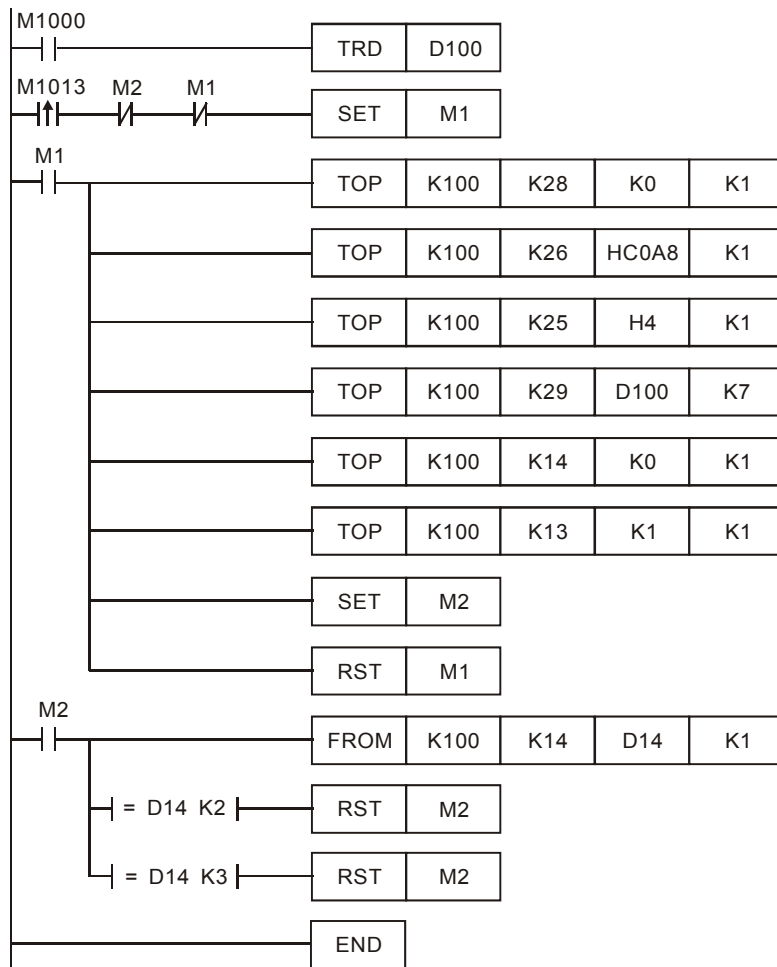 M1000
TRD D100
M1013 M2 M1
SET M1
M1
TOP K100 K28 K0 K1
TOP K100 K26 HC0A8 K1
TOP K100 K25 H4 K1
TOP K100 K29 D100 K7
TOP K100 K14 K0 K1
TOP K100 K13 K1 K1
SET M2
RST M1
M2
FROM K100 K14 D14 K1
= D14 K2 RST M2
= D14 K3 RST M2
END